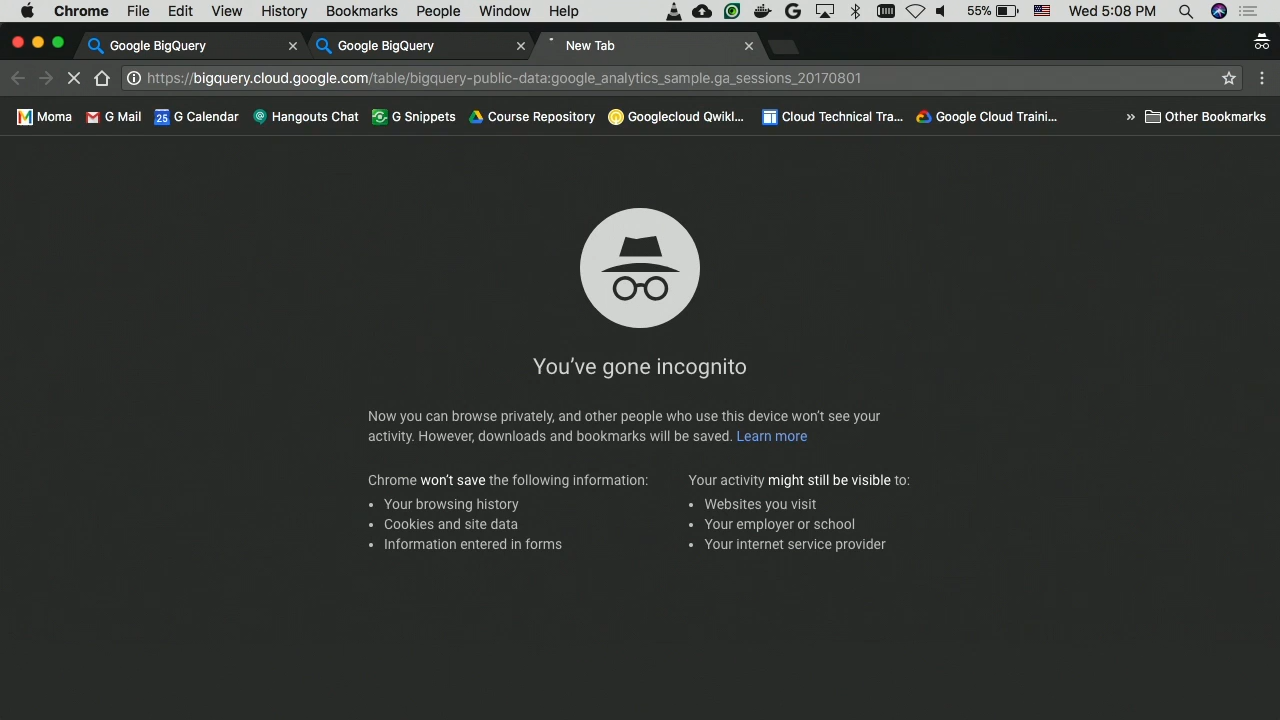 Chrome File Edit View History Bookmarks People Window Help 55% Wed 5:08 PM
Google BigQuery Google BigQuery New Tab
https://bigquery.cloud.google.com/table/bigquery-public-data:google_analytics_sample.ga_sessions_20170801
Moma G Mail 25 G Calendar Hangouts Chat G Snippets Course Repository Googlecloud Qwikl... Cloud Technical Tra... Google Cloud Traini... » Other Bookmarks
You've gone incognito
Now you can browse privately, and other people who use this device won't see your
activity. However, downloads and bookmarks will be saved. Learn more
Chrome won't save the following information:
• Your browsing history
• Cookies and site data
• Information entered in forms
Your activity might still be visible to:
• Websites you visit
• Your employer or school
• Your internet service provider